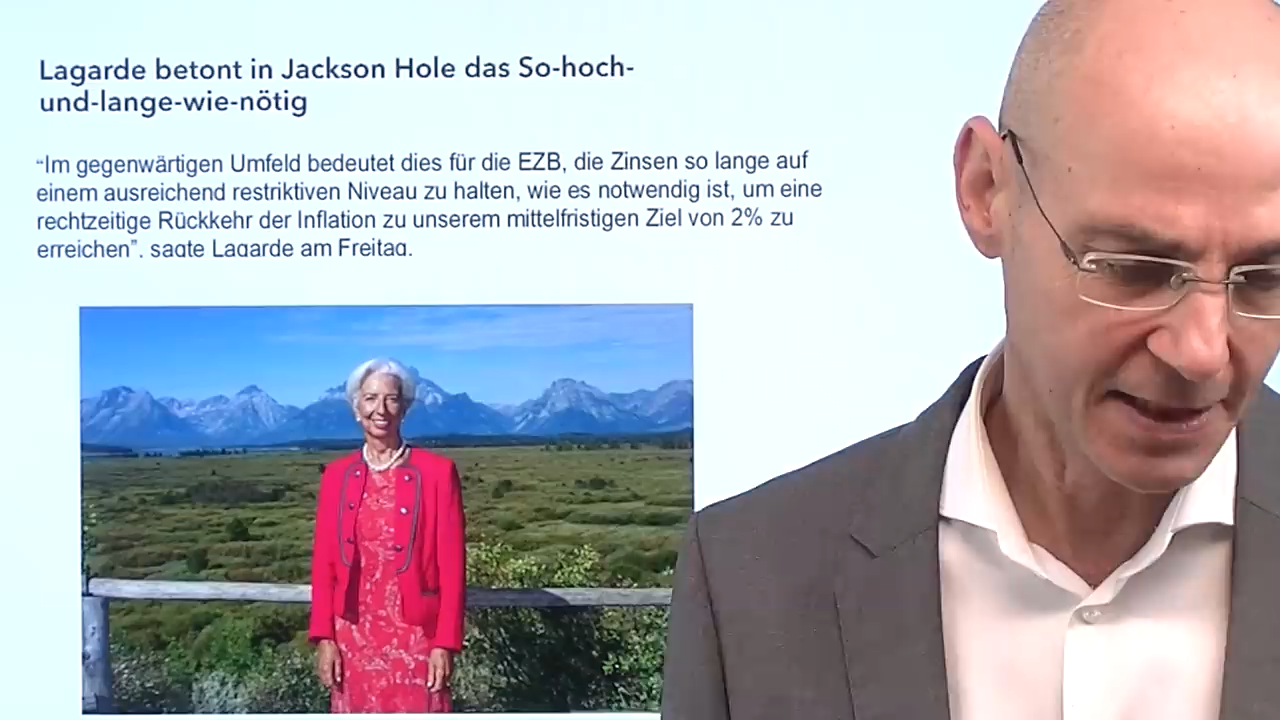 Lagarde betont in Jackson Hole das So-hoch-
und-lange-wie-nötig
“Im gegenwärtigen Umfeld bedeutet dies für die EZB, die Zinsen so lange auf
einem ausreichend restriktiven Niveau zu halten, wie es notwendig ist, um eine
rechtzeitige Rückkehr der Inflation zu unserem mittelfristigen Ziel von 2% zu
erreichen”, sagte Lagarde am Freitag.